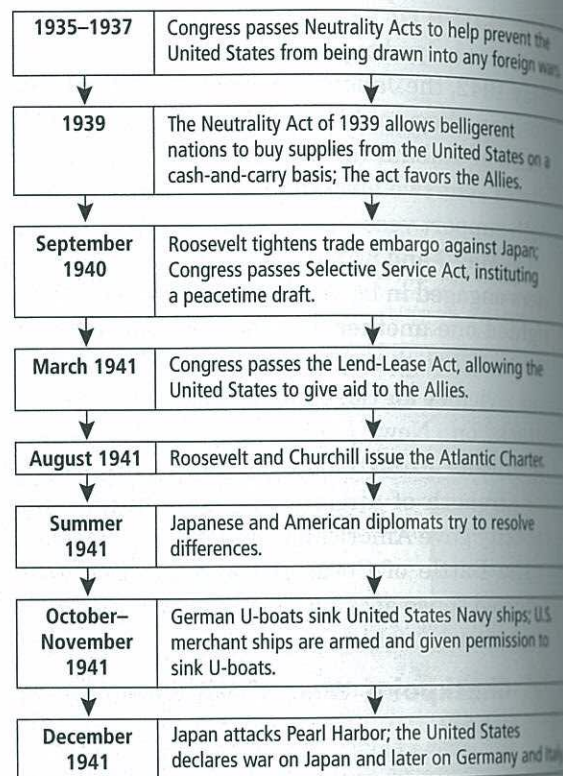 1935–1937
Congress passes Neutrality Acts to help prevent the
United States from being drawn into any foreign wars.
1939
The Neutrality Act of 1939 allows belligerent
nations to buy supplies from the United States on a
cash-and-carry basis; The act favors the Allies.
September
1940
Roosevelt tightens trade embargo against Japan;
Congress passes Selective Service Act, instituting
a peacetime draft.
March 1941
Congress passes the Lend-Lease Act, allowing the
United States to give aid to the Allies.
August 1941
Roosevelt and Churchill issue the Atlantic Charter.
Summer
1941
Japanese and American diplomats try to resolve
differences.
October–
November
1941
German U-boats sink United States Navy ships; U.S.
merchant ships are armed and given permission to
sink U-boats.
December
1941
Japan attacks Pearl Harbor; the United States
declares war on Japan and later on Germany and Italy